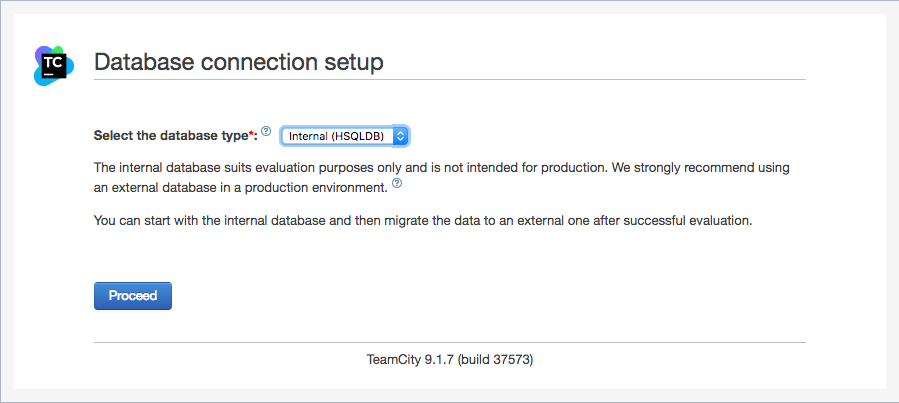 TC
Database connection setup
Select the database type*: ? Internal (HSQLDB)
The internal database suits evaluation purposes only and is not intended for production. We strongly recommend using
an external database in a production environment. ?
You can start with the internal database and then migrate the data to an external one after successful evaluation.
Proceed
TeamCity 9.1.7 (build 37573)